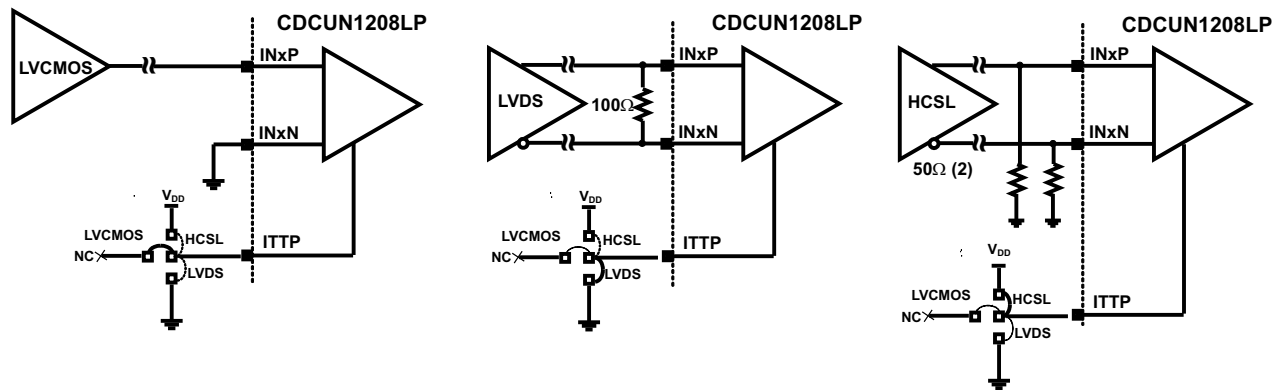 CDCUN1208LP
LVCMOS
INxP
INxN
VDD
LVCMOS
HCSL
NC
ITTP
LVDS
CDCUN1208LP
LVDS
INxP
100Ω
INxN
VDD
LVCMOS
HCSL
NC
ITTP
LVDS
CDCUN1208LP
HCSL
INxP
INxN
50Ω (2)
VDD
LVCMOS
HCSL
NC
ITTP
LVDS